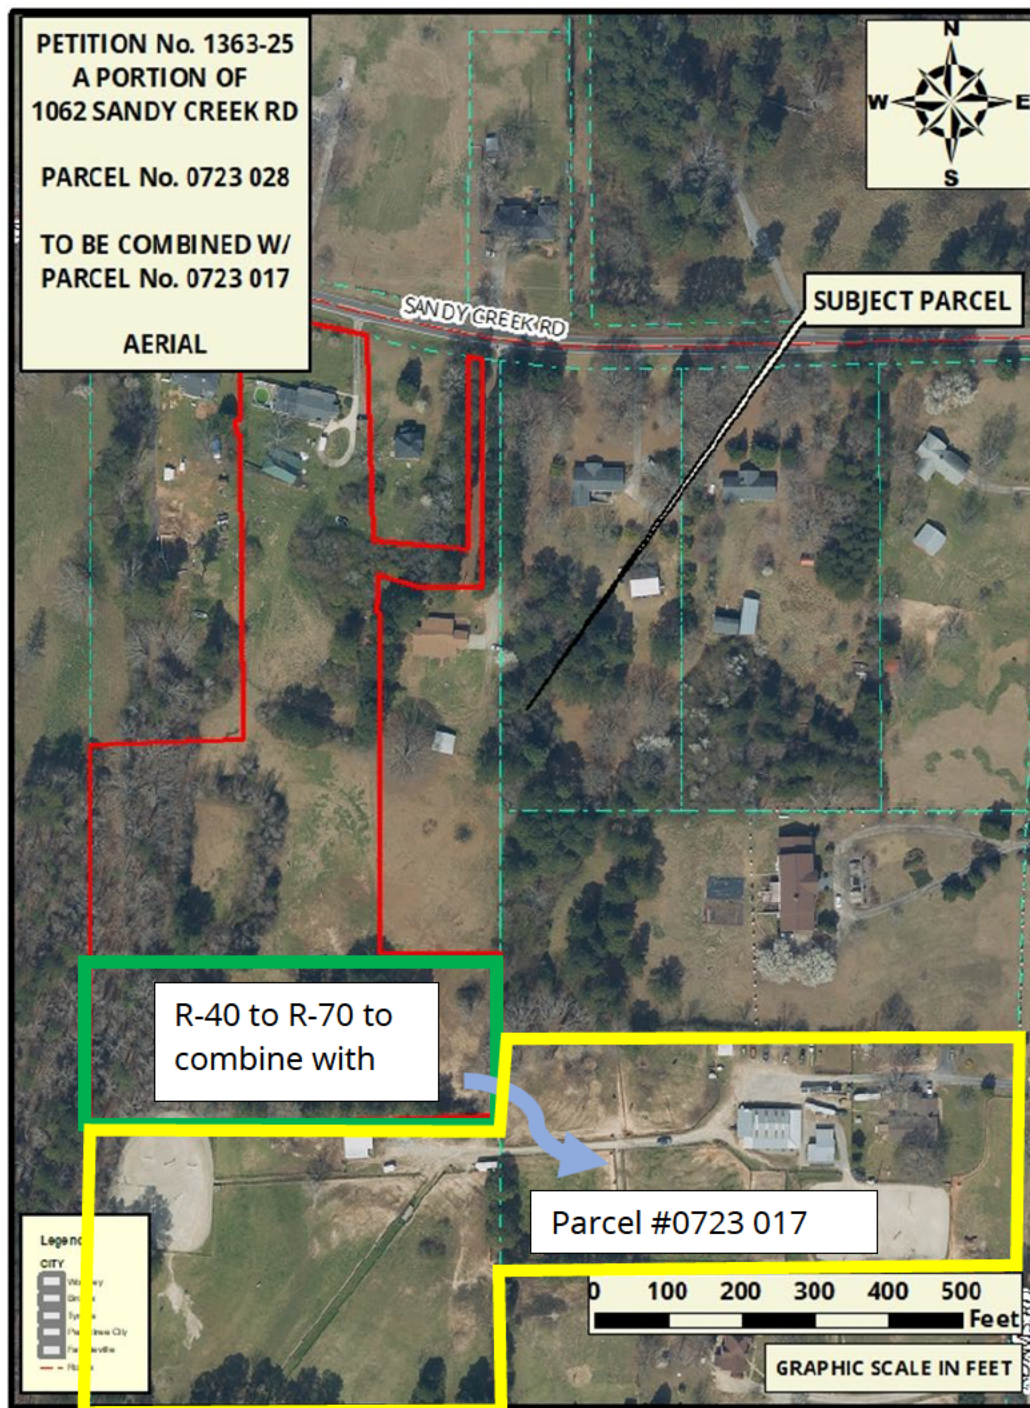 PETITION No. 1363-25
A PORTION OF
1062 SANDY CREEK RD
PARCEL No. 0723 028
TO BE COMBINED W/
PARCEL No. 0723 017
AERIAL
N
W
E
S
SUBJECT PARCEL
SANDY CREEK RD
R-40 to R-70 to
combine with
Parcel #0723 017
CITY
0 100 200 300 400 500
Feet
GRAPHIC SCALE IN FEET